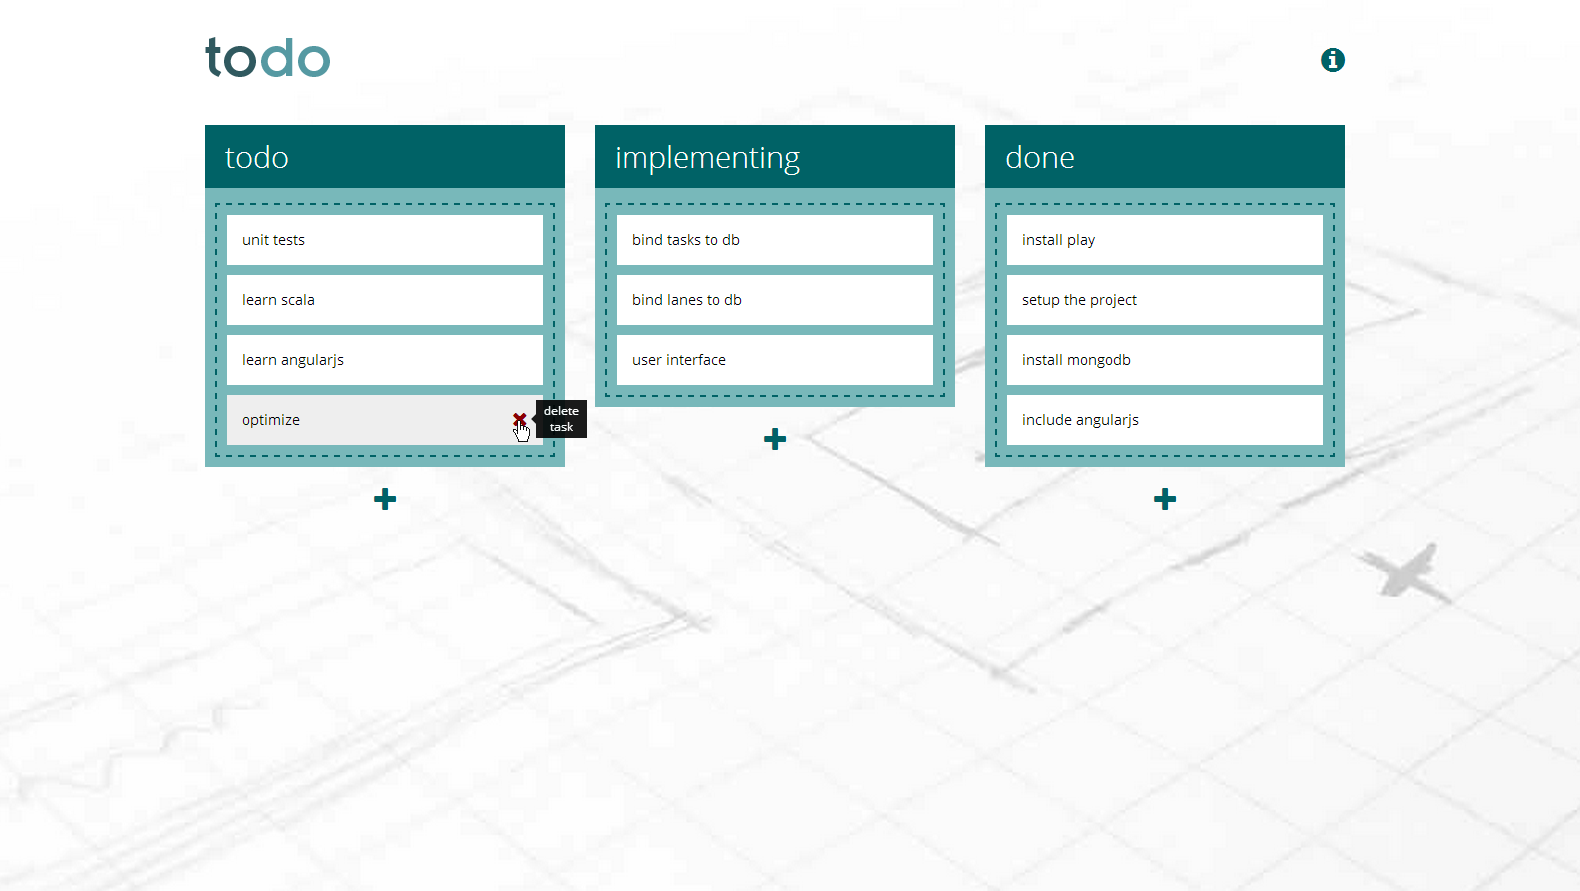 todo
todo
unit tests
learn scala
learn angularjs
optimize
delete
task
implementing
bind tasks to db
bind lanes to db
user interface
done
install play
setup the project
install mongodb
include angularjs